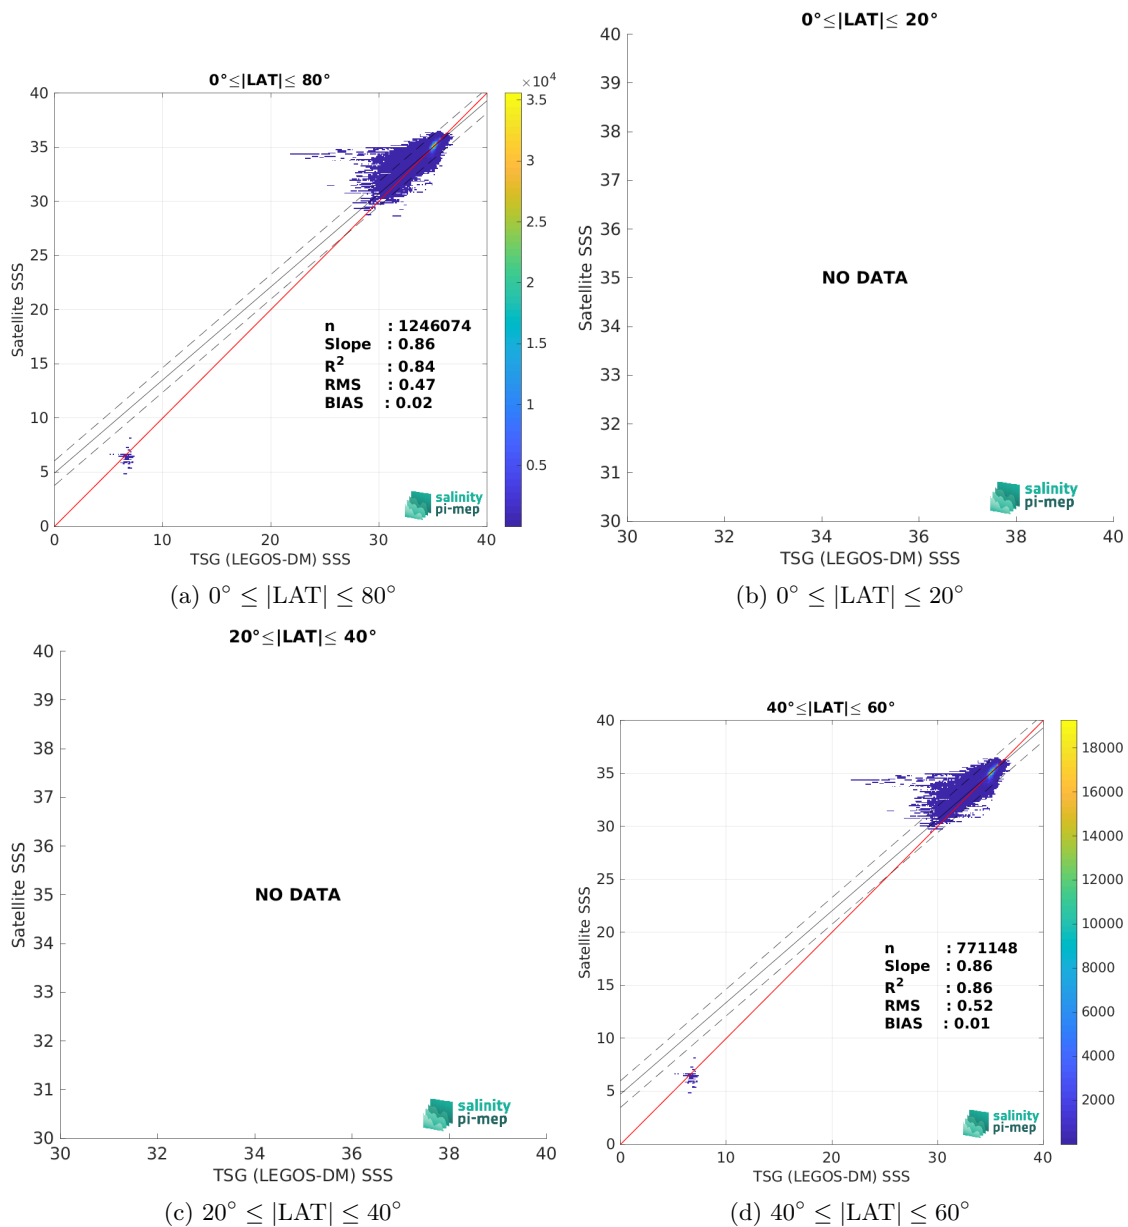 0°≤|LAT|≤ 80°
×10⁴
40
35
30
25
20
15
10
5
0
Satellite SSS
n : 1246074
Slope : 0.86
R² : 0.84
RMS : 0.47
BIAS : 0.02
salinity
pi-mep
0 10 20 30 40
TSG (LEGOS-DM) SSS
3.5
3
2.5
2
1.5
1
0.5
(a) 0° ≤ |LAT| ≤ 80°
0°≤|LAT|≤ 20°
40
39
38
37
36
35
34
33
32
31
30
Satellite SSS
NO DATA
salinity
pi-mep
30 32 34 36 38 40
TSG (LEGOS-DM) SSS
(b) 0° ≤ |LAT| ≤ 20°
20°≤|LAT|≤ 40°
40
39
38
37
36
35
34
33
32
31
30
Satellite SSS
NO DATA
salinity
pi-mep
30 32 34 36 38 40
TSG (LEGOS-DM) SSS
(c) 20° ≤ |LAT| ≤ 40°
40°≤|LAT|≤ 60°
40
35
30
25
20
15
10
5
0
Satellite SSS
n : 771148
Slope : 0.86
R² : 0.86
RMS : 0.52
BIAS : 0.01
salinity
pi-mep
0 10 20 30 40
TSG (LEGOS-DM) SSS
18000
16000
14000
12000
10000
8000
6000
4000
2000
(d) 40° ≤ |LAT| ≤ 60°